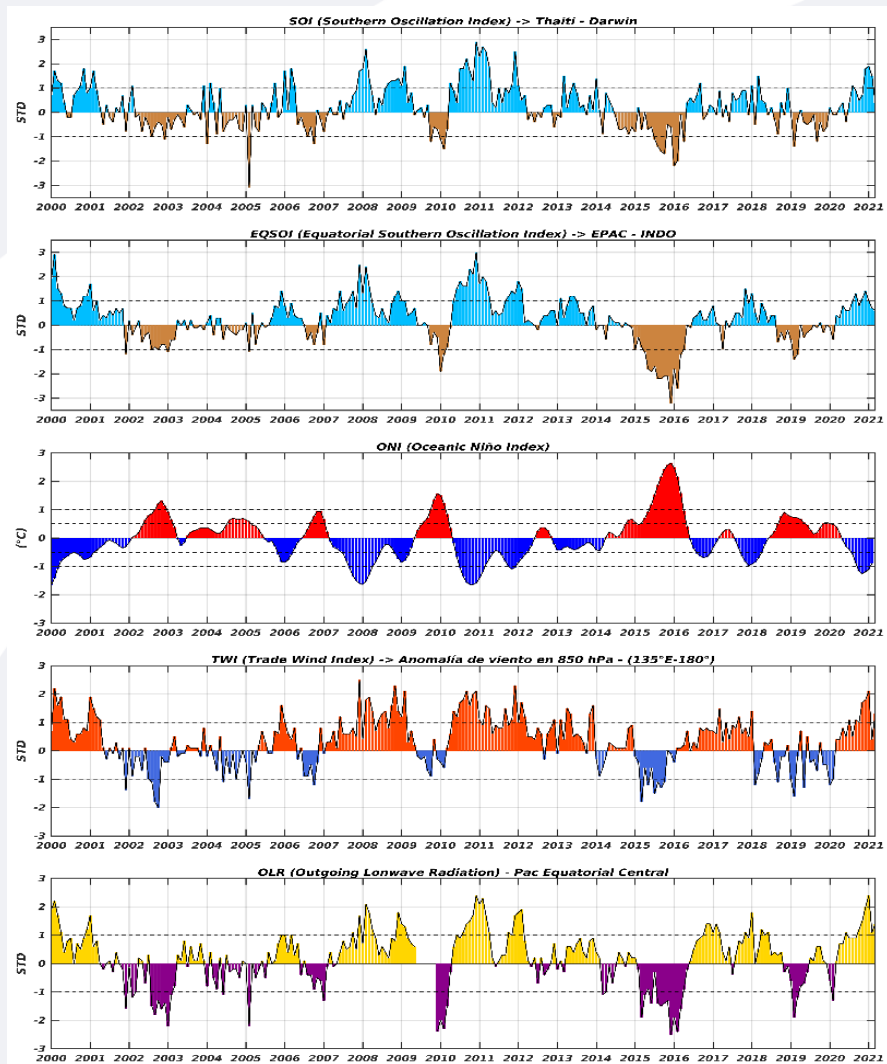 SOI (Southern Oscillation Index) -> Thaiti - Darwin
3
2
1
0
-1
-2
-3
STD
2000 2001 2002 2003 2004 2005 2006 2007 2008 2009 2010 2011 2012 2013 2014 2015 2016 2017 2018 2019 2020 2021
EQSOI (Equatorial Southern Oscillation Index) -> EPAC - INDO
3
2
1
0
-1
-2
-3
STD
2000 2001 2002 2003 2004 2005 2006 2007 2008 2009 2010 2011 2012 2013 2014 2015 2016 2017 2018 2019 2020 2021
ONI (Oceanic Niño Index)
3
2
1
0
-1
-2
-3
(°C)
2000 2001 2002 2003 2004 2005 2006 2007 2008 2009 2010 2011 2012 2013 2014 2015 2016 2017 2018 2019 2020 2021
TWI (Trade Wind Index) -> Anomalía de viento en 850 hPa - (135°E-180°)
3
2
1
0
-1
-2
-3
STD
2000 2001 2002 2003 2004 2005 2006 2007 2008 2009 2010 2011 2012 2013 2014 2015 2016 2017 2018 2019 2020 2021
OLR (Outgoing Lonwave Radiation) - Pac Equatorial Central
3
2
1
0
-1
-2
-3
STD
2000 2001 2002 2003 2004 2005 2006 2007 2008 2009 2010 2011 2012 2013 2014 2015 2016 2017 2018 2019 2020 2021